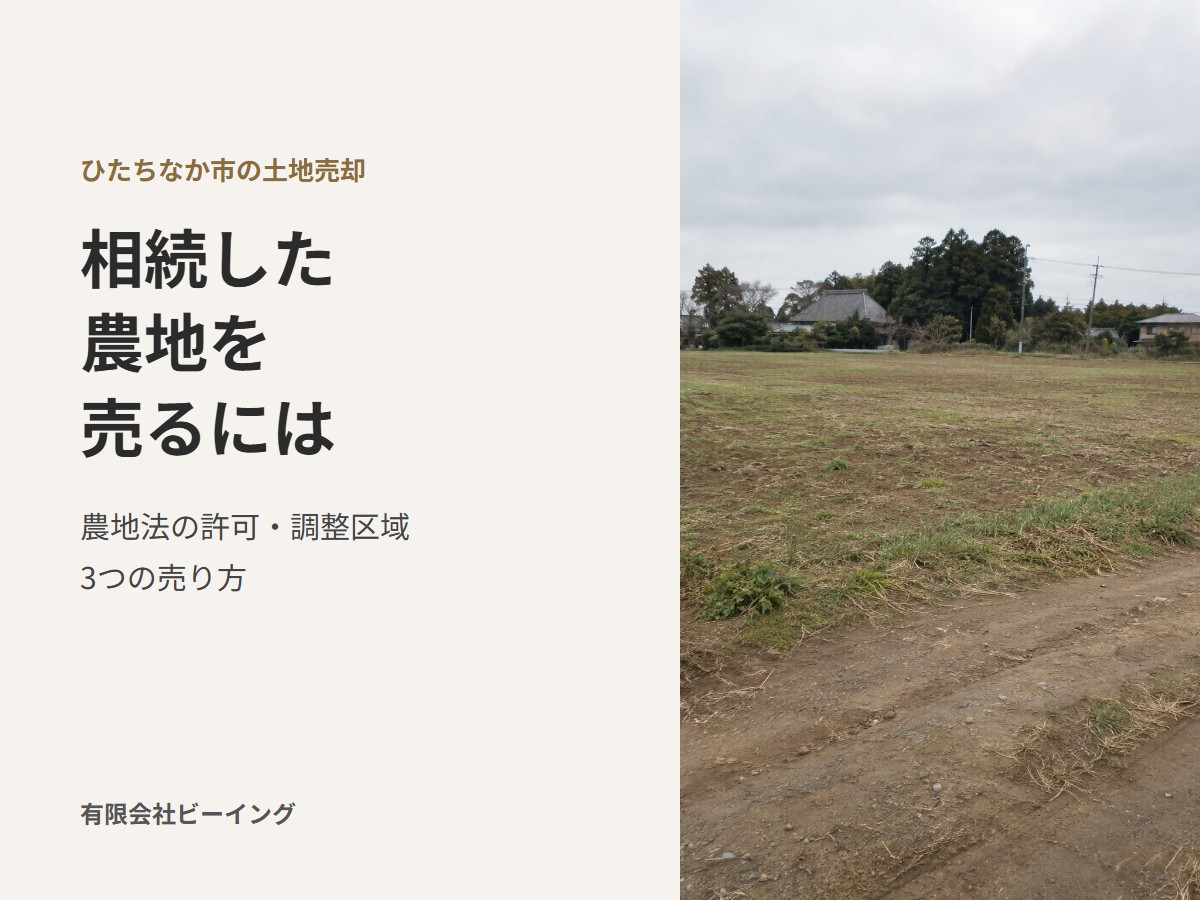 ひたちなか市の土地売却
相続した
農地を
売るには
農地法の許可・調整区域
3つの売り方
有限会社ビーイング